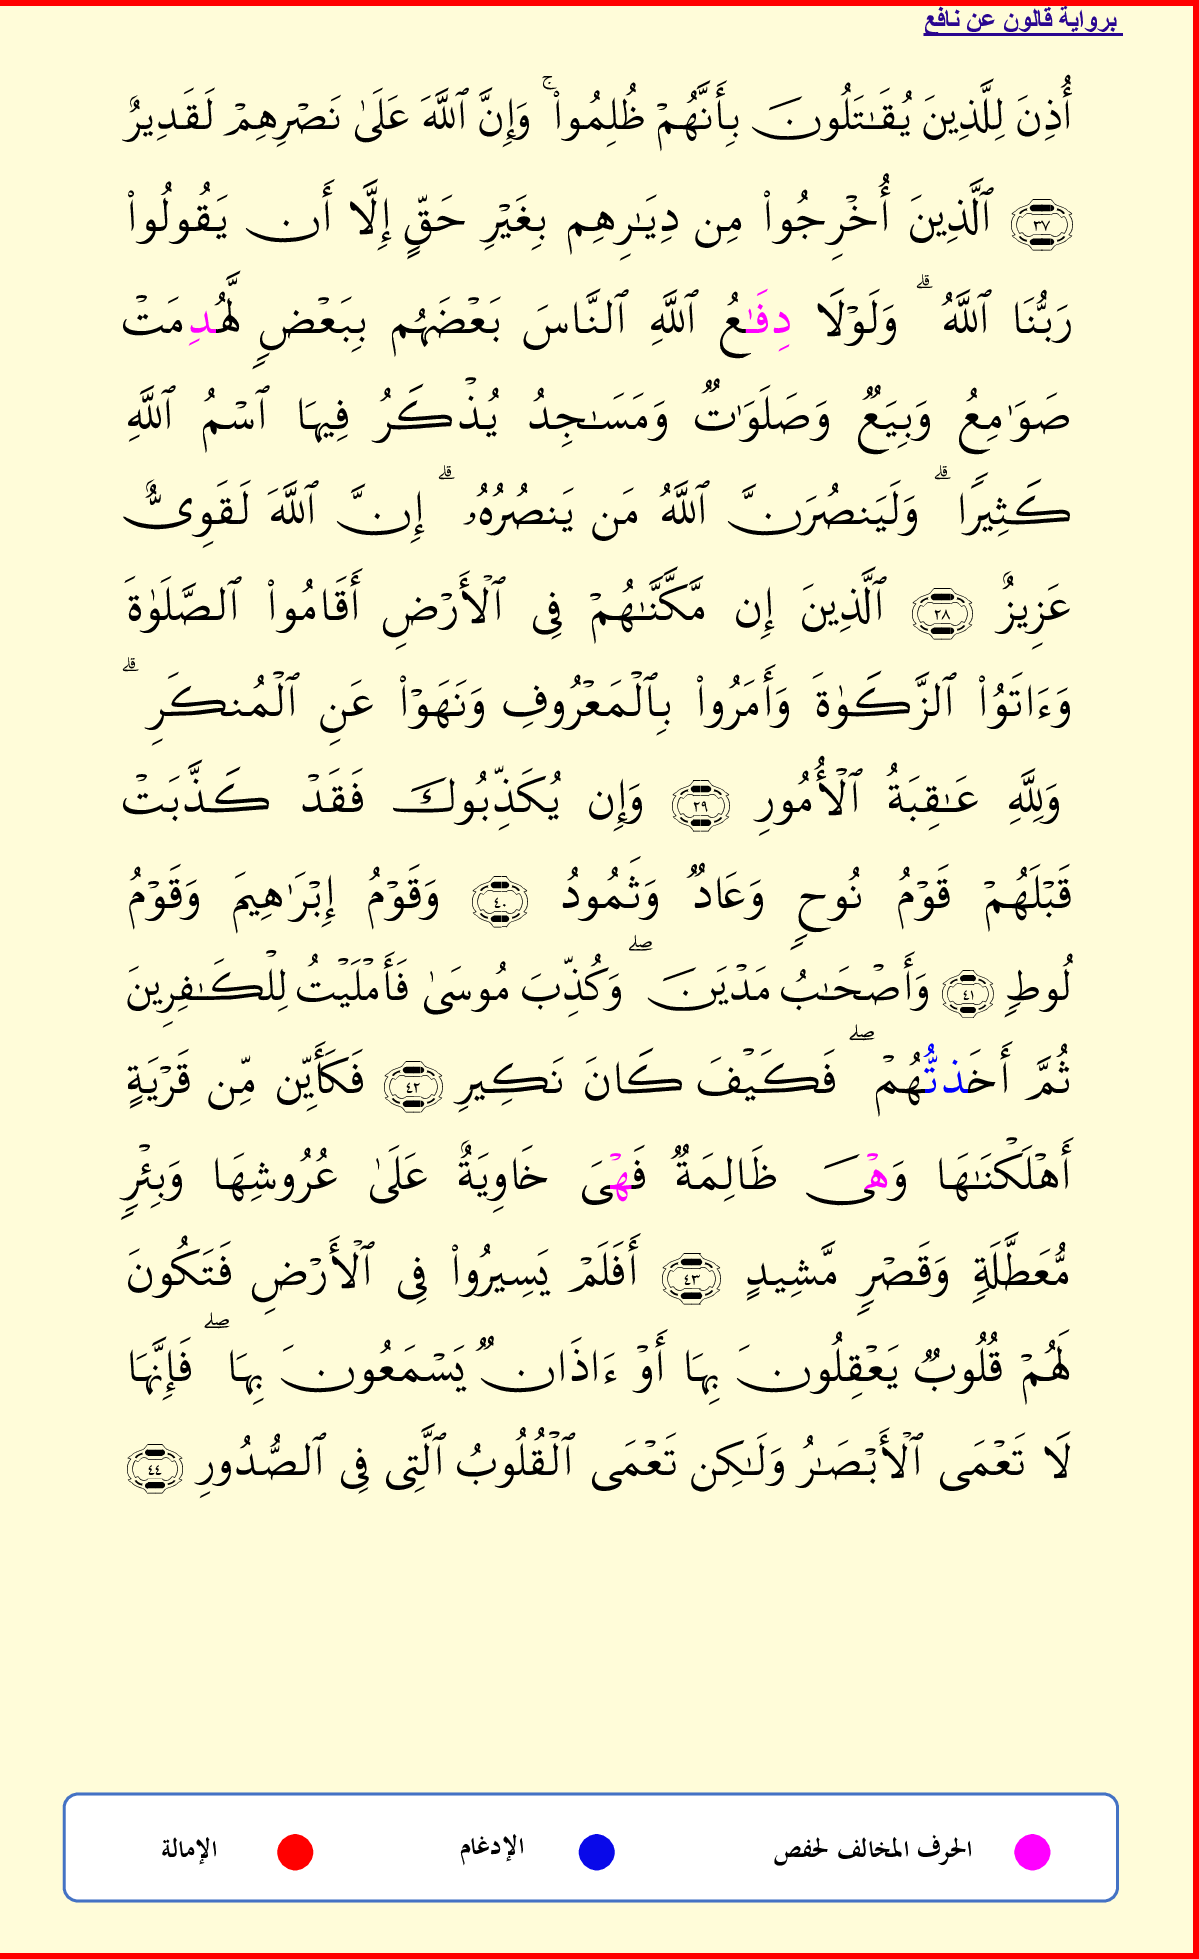 برواية قالون عن نافع
أُذِنَ لِلَّذِينَ يُقَٰتَلُونَ بِأَنَّهُمْ ظُلِمُواْۚ وَإِنَّ ٱللَّهَ عَلَىٰ نَصْرِهِمْ لَقَدِيرٌ
٣٧ ٱلَّذِينَ أُخْرِجُواْ مِن دِيَٰرِهِم بِغَيْرِ حَقٍّ إِلَّا أَن يَقُولُواْ
رَبُّنَا ٱللَّهُۗ وَلَوْلَا دِفَٰعُ ٱللَّهِ ٱلنَّاسَ بَعْضَهُم بِبَعْضٖ لَّهُدِمَتْ
صَوَٰمِعُ وَبِيَعٞ وَصَلَوَٰتٞ وَمَسَٰجِدُ يُذْكَرُ فِيهَا ٱسْمُ ٱللَّهِ
كَثِيرٗاۗ وَلَيَنصُرَنَّ ٱللَّهُ مَن يَنصُرُهُۥۗ إِنَّ ٱللَّهَ لَقَوِىٌّ
عَزِيزٌ ٣٨ ٱلَّذِينَ إِن مَّكَّنَّٰهُمْ فِى ٱلْأَرْضِ أَقَامُواْ ٱلصَّلَوٰةَ
وَءَاتَوُاْ ٱلزَّكَوٰةَ وَأَمَرُواْ بِٱلْمَعْرُوفِ وَنَهَوْاْ عَنِ ٱلْمُنكَرِۗ
وَلِلَّهِ عَٰقِبَةُ ٱلْأُمُورِ ٣٩ وَإِن يُكَذِّبُوكَ فَقَدْ كَذَّبَتْ
قَبْلَهُمْ قَوْمُ نُوحٖ وَعَادٞ وَثَمُودُ ٤٠ وَقَوْمُ إِبْرَٰهِيمَ وَقَوْمُ
لُوطٖ ٤١ وَأَصْحَٰبُ مَدْيَنَۖ وَكُذِّبَ مُوسَىٰ فَأَمْلَيْتُ لِلْكَٰفِرِينَ
ثُمَّ أَخَذتُّهُمْۖ فَكَيْفَ كَانَ نَكِيرِ ٤٢ فَكَأَيِّن مِّن قَرْيَةٍ
أَهْلَكْنَٰهَا وَهْىَ ظَالِمَةٞ فَهْىَ خَاوِيَةٌ عَلَىٰ عُرُوشِهَا وَبِئْرٖ
مُّعَطَّلَةٖ وَقَصْرٖ مَّشِيدٍ ٤٣ أَفَلَمْ يَسِيرُواْ فِى ٱلْأَرْضِ فَتَكُونَ
لَهُمْ قُلُوبٞ يَعْقِلُونَ بِهَا أَوْ ءَاذَانٞ يَسْمَعُونَ بِهَاۖ فَإِنَّهَا
لَا تَعْمَى ٱلْأَبْصَٰرُ وَلَٰكِن تَعْمَى ٱلْقُلُوبُ ٱلَّتِى فِى ٱلصُّدُورِ ٤٤
الحرف المخالف لحفص الإدغام الإمالة